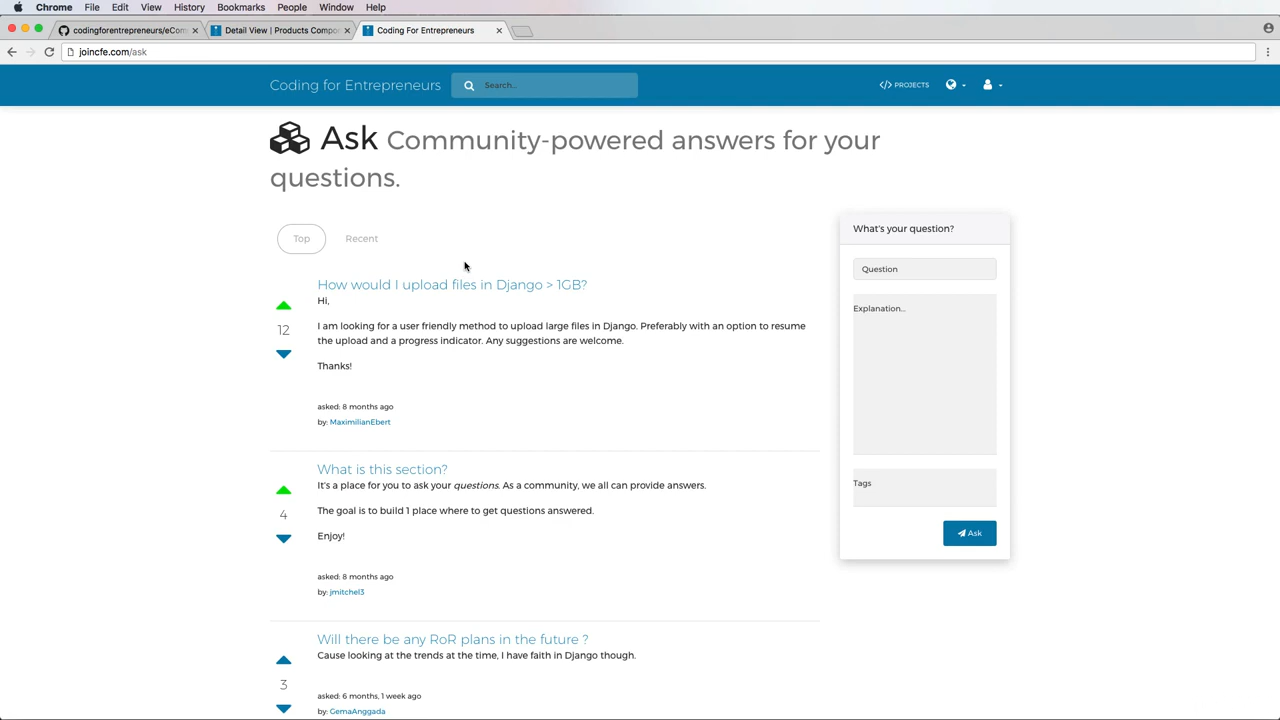 Chrome File Edit View History Bookmarks People Window Help
codingforentrepreneurs/eCom
Detail View | Products Compo
Coding For Entrepreneurs
joincfe.com/ask
Coding for Entrepreneurs
Search...
PROJECTS
Ask Community-powered answers for your
questions.
Top
Recent
How would I upload files in Django > 1GB?
Hi,
12
I am looking for a user friendly method to upload large files in Django. Preferably with an option to resume
the upload and a progress indicator. Any suggestions are welcome.
Thanks!
asked: 8 months ago
by: MaximilianEbert
What is this section?
It's a place for you to ask your questions. As a community, we all can provide answers.
4
The goal is to build 1 place where to get questions answered.
Enjoy!
asked: 8 months ago
by: jmitchel3
Will there be any RoR plans in the future ?
Cause looking at the trends at the time, I have faith in Django though.
3
asked: 6 months, 1 week ago
by: GemaAnggada
What's your question?
Question
Explanation...
Tags
Ask